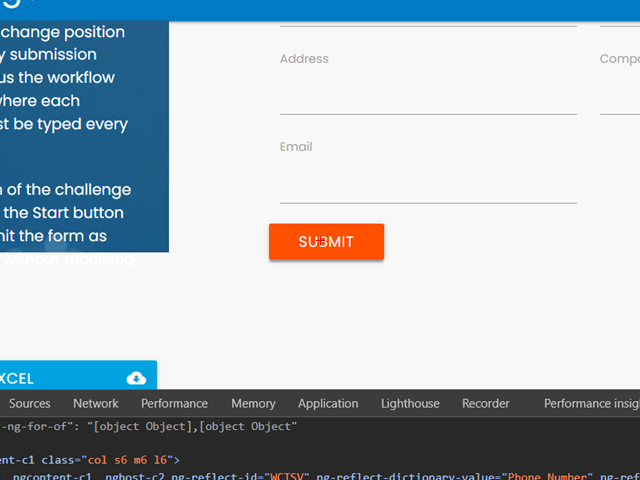 change position
y submission
us the workflow
where each
st be typed every
n of the challenge
the Start button
nit the form as
without receiving
Address
Compa
Email
SUBMIT
XCEL
Sources Network Performance Memory Application Lighthouse Recorder Performance insig
-ng-for-of": "[object Object],[object Object"
ent-c1 class="col s6 m6 l6">
_ngcontent-c1 _nghost-c2 ng-reflect-id="WCTSV" ng-reflect-dictionary-value="Phone Number" ng-ref